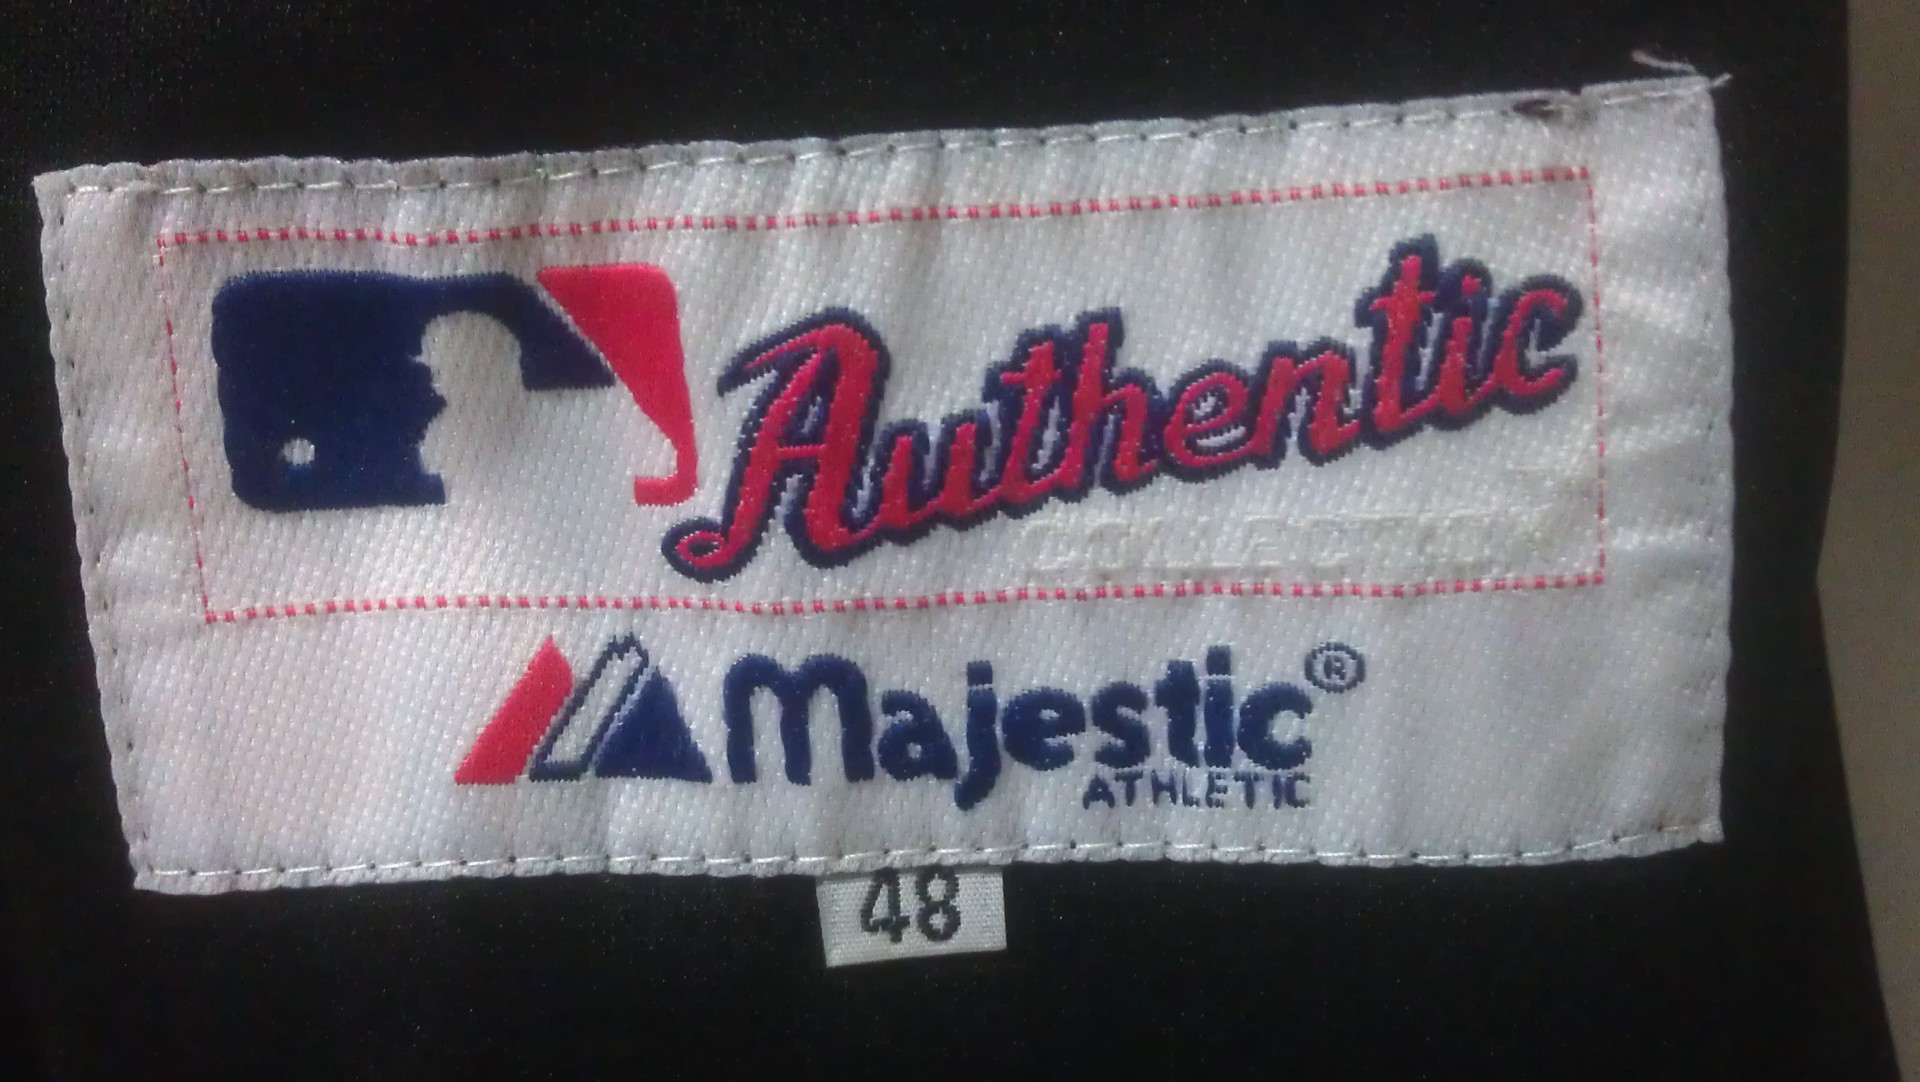 Authentic
COLLECTION
Majestic®
ATHLETIC
48